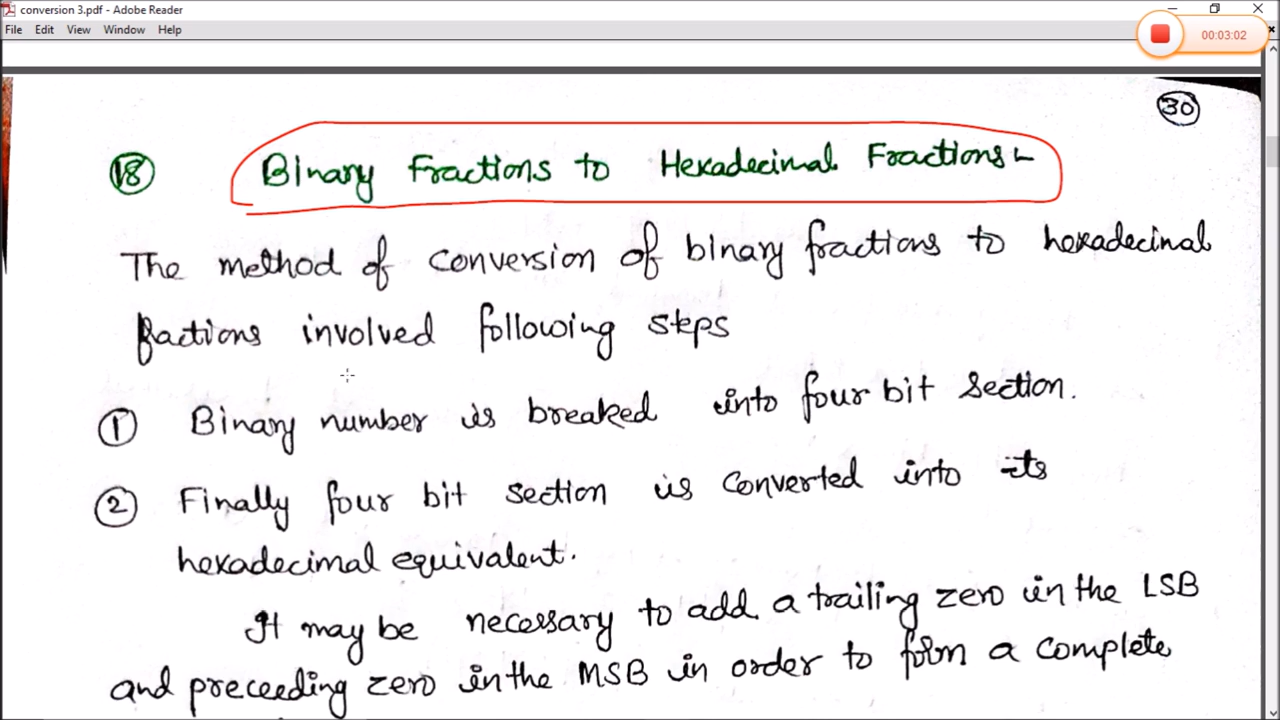 conversion 3.pdf - Adobe Reader
File Edit View Window Help
00:03:02
30
18 Binary Fractions to Hexadecimal Fractions:-
The method of conversion of binary fractions to hexadecimal
factions involved following steps
1 Binary number is breaked into four bit section.
2 Finally four bit section is converted into its
hexadecimal equivalent.
It may be necessary to add a trailing zero in the LSB
and preceeding zero in the MSB in order to form a complete